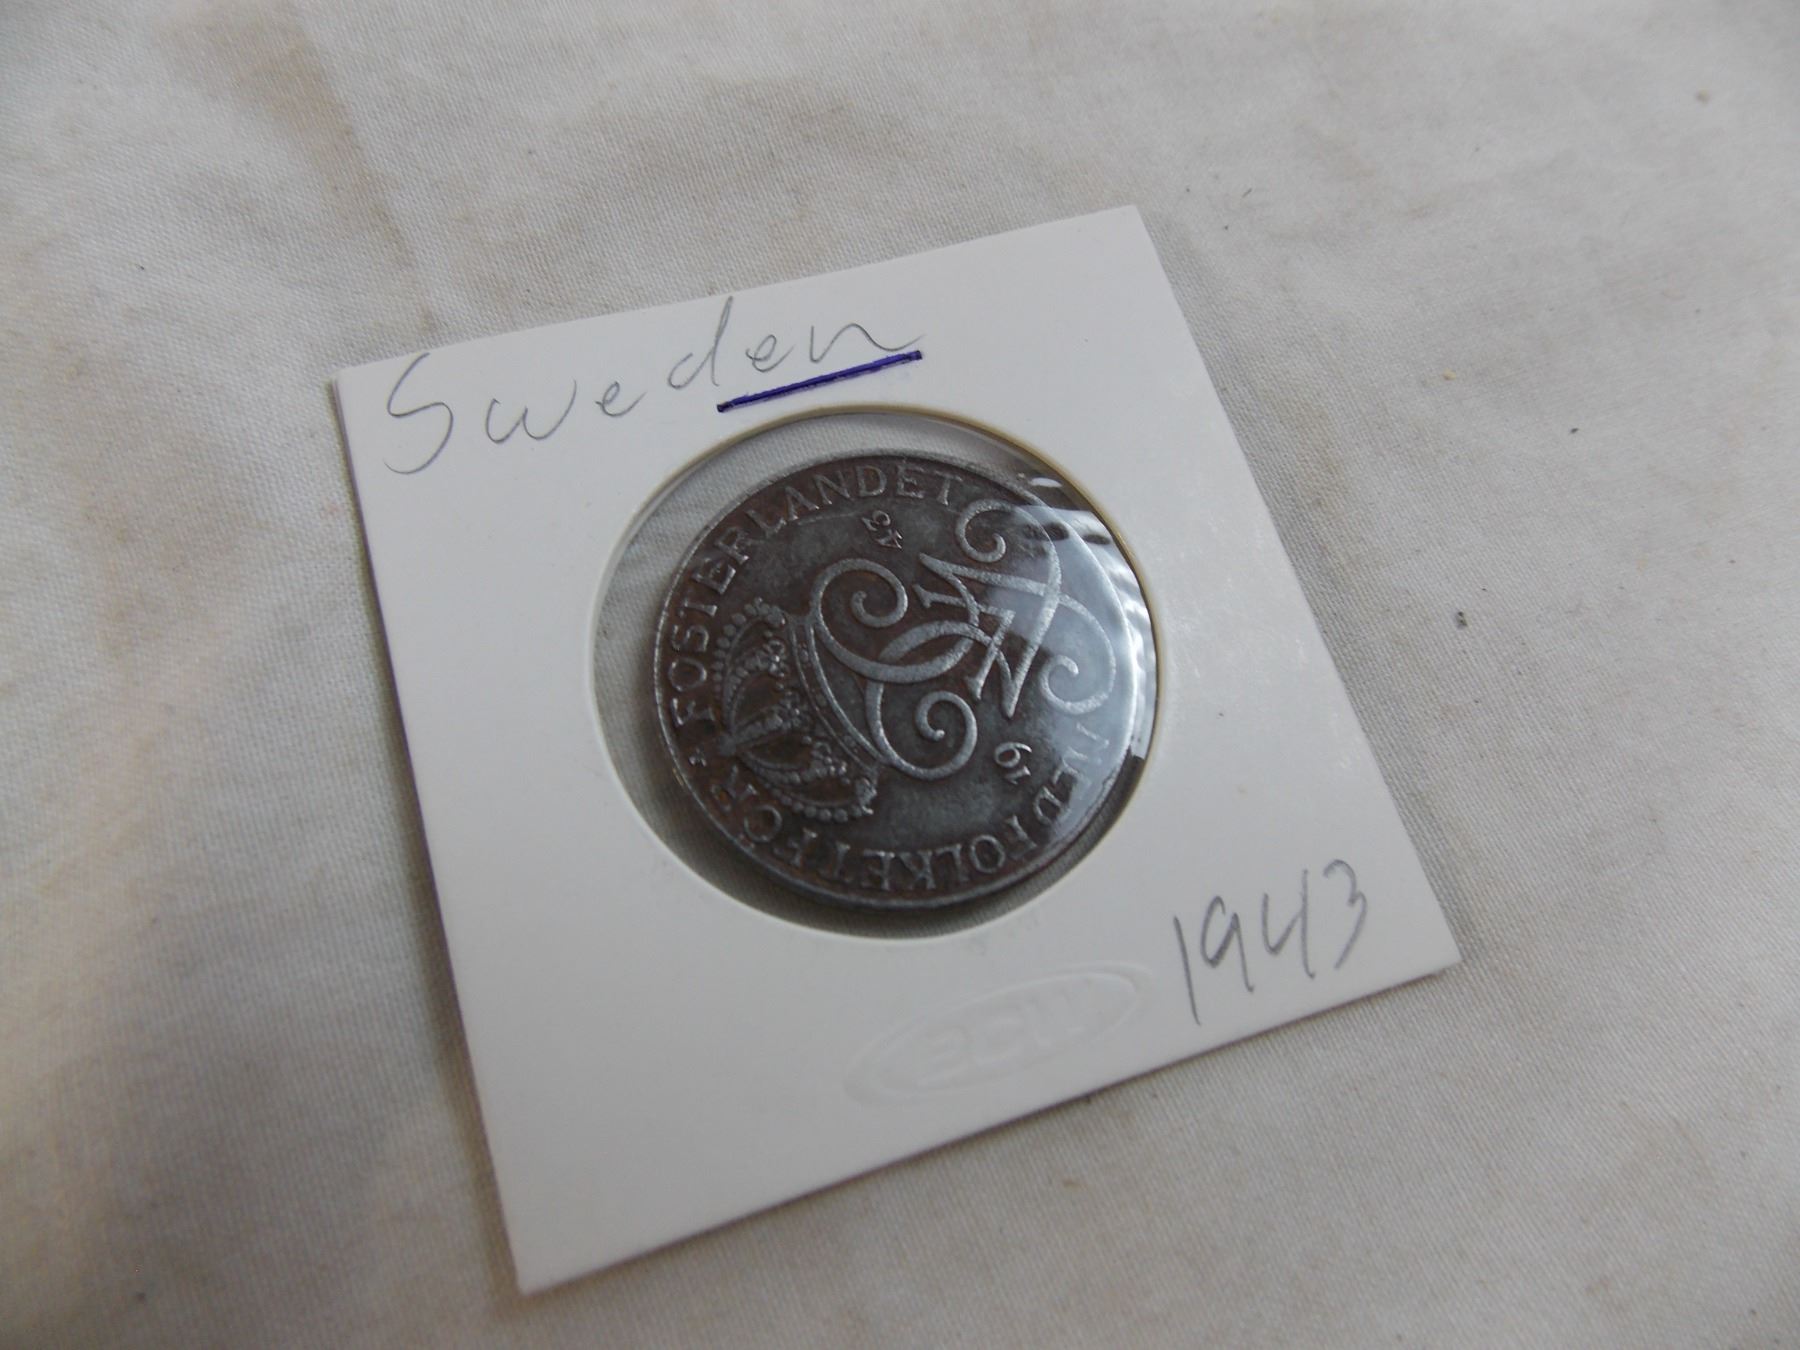 Sweden
MED FOLKET FÖR FOSTERLANDET
19 43
1943